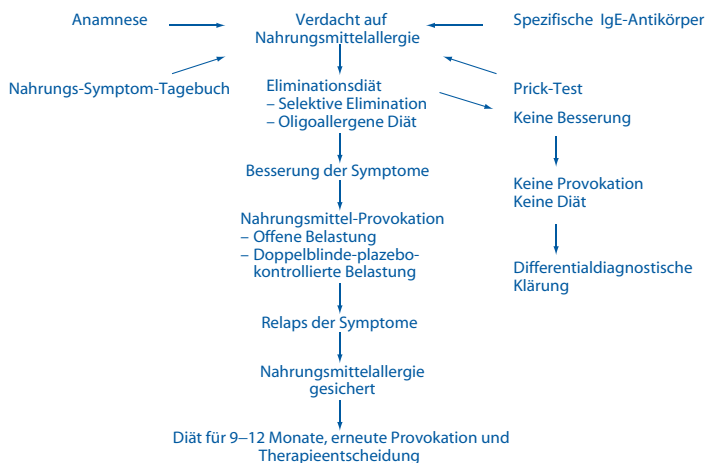 Anamnese
Verdacht auf
Nahrungsmittelallergie
Spezifische IgE-Antikörper
Nahrungs-Symptom-Tagebuch
Eliminationsdiät
– Selektive Elimination
– Oligoallergene Diät
Prick-Test
Keine Besserung
Besserung der Symptome
Keine Provokation
Keine Diät
Nahrungsmittel-Provokation
– Offene Belastung
– Doppelblinde-plazebo-
kontrollierte Belastung
Differentialdiagnostische
Klärung
Relaps der Symptome
Nahrungsmittelallergie
gesichert
Diät für 9–12 Monate, erneute Provokation und
Therapieentscheidung